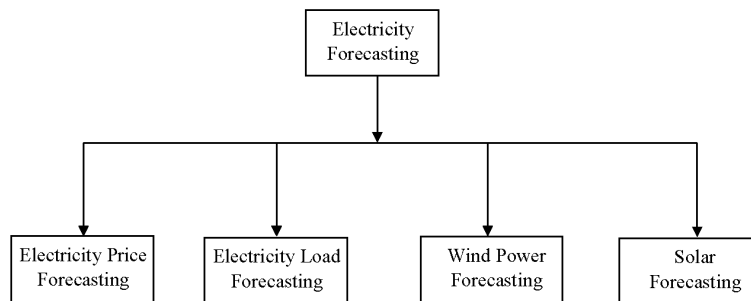 Electricity
Forecasting
Electricity Price
Forecasting
Electricity Load
Forecasting
Wind Power
Forecasting
Solar
Forecasting